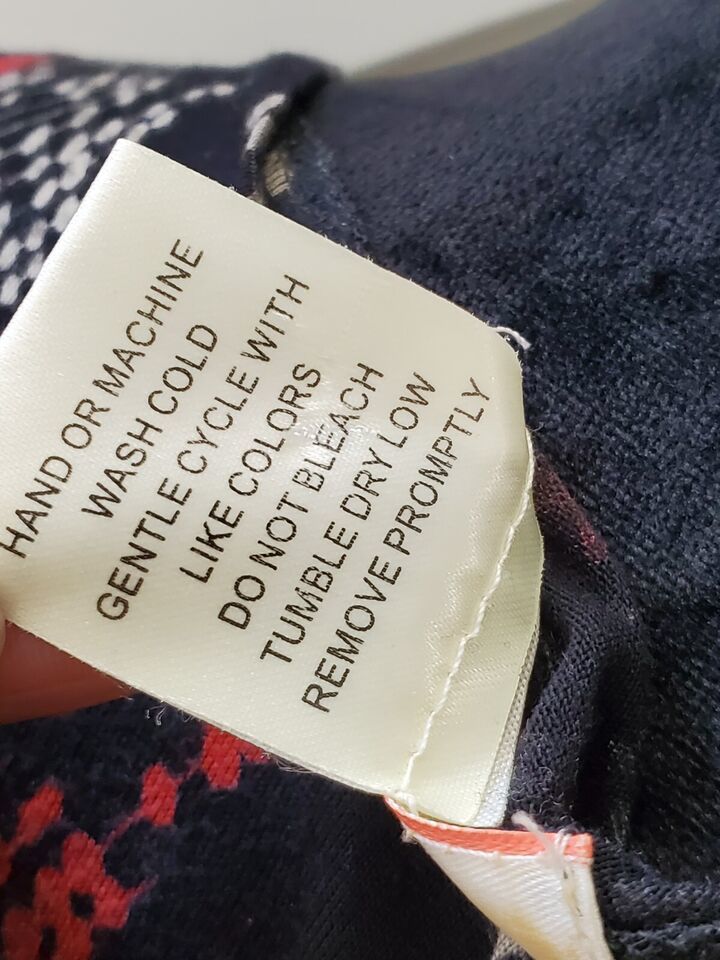 HAND OR MACHINE
WASH COLD
GENTLE CYCLE WITH
LIKE COLORS
DO NOT BLEACH
TUMBLE DRY LOW
REMOVE PROMPTLY